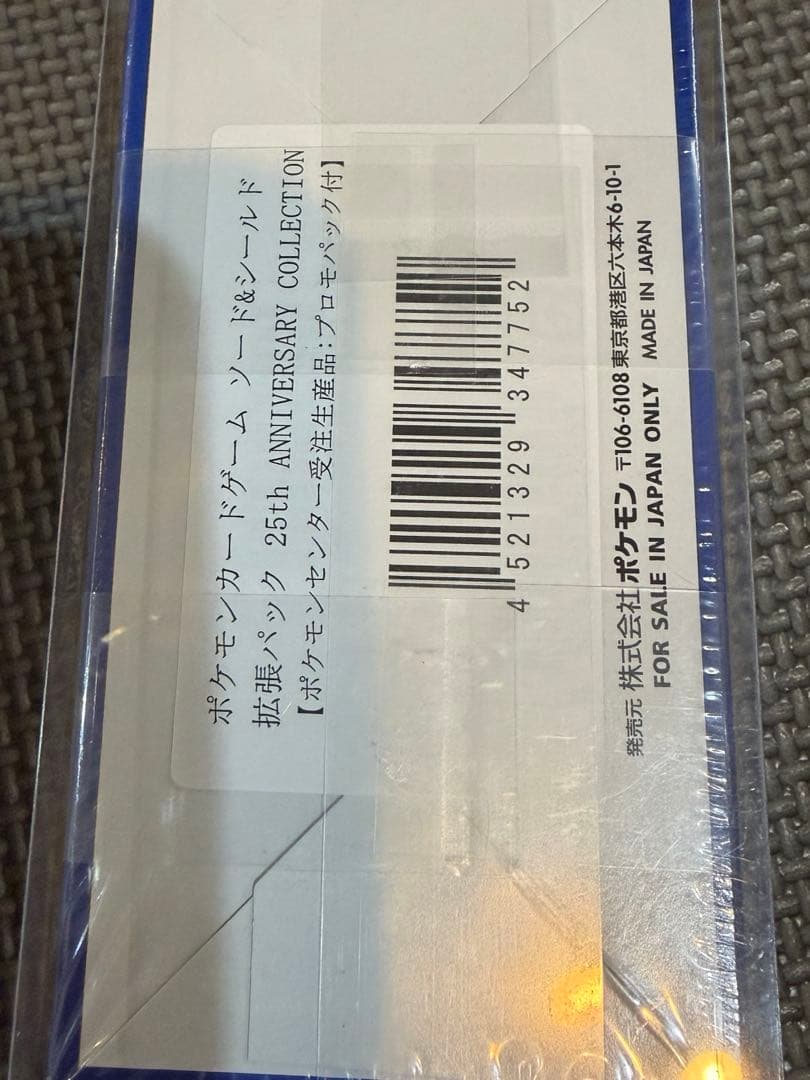 ポケモンカードゲーム ソード&シールド
拡張パック 25th ANNIVERSARY COLLECTION
【ポケモンセンター受注生産品:プロモパック付】
4 521329 347752
発売元 株式会社ポケモン 〒106-6108 東京都港区六本木6-10-1
FOR SALE IN JAPAN ONLY MADE IN JAPAN